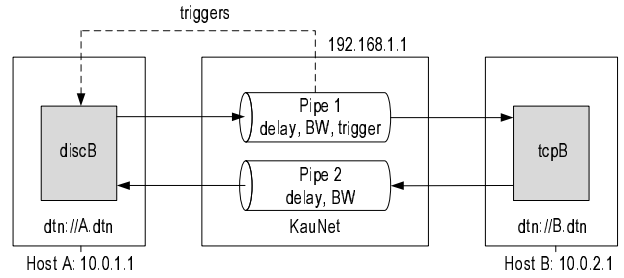 triggers
192.168.1.1
Pipe 1
delay, BW, trigger
discB
tcpB
Pipe 2
delay, BW
dtn://A.dtn
KauNet
dtn://B.dtn
Host A: 10.0.1.1
Host B: 10.0.2.1